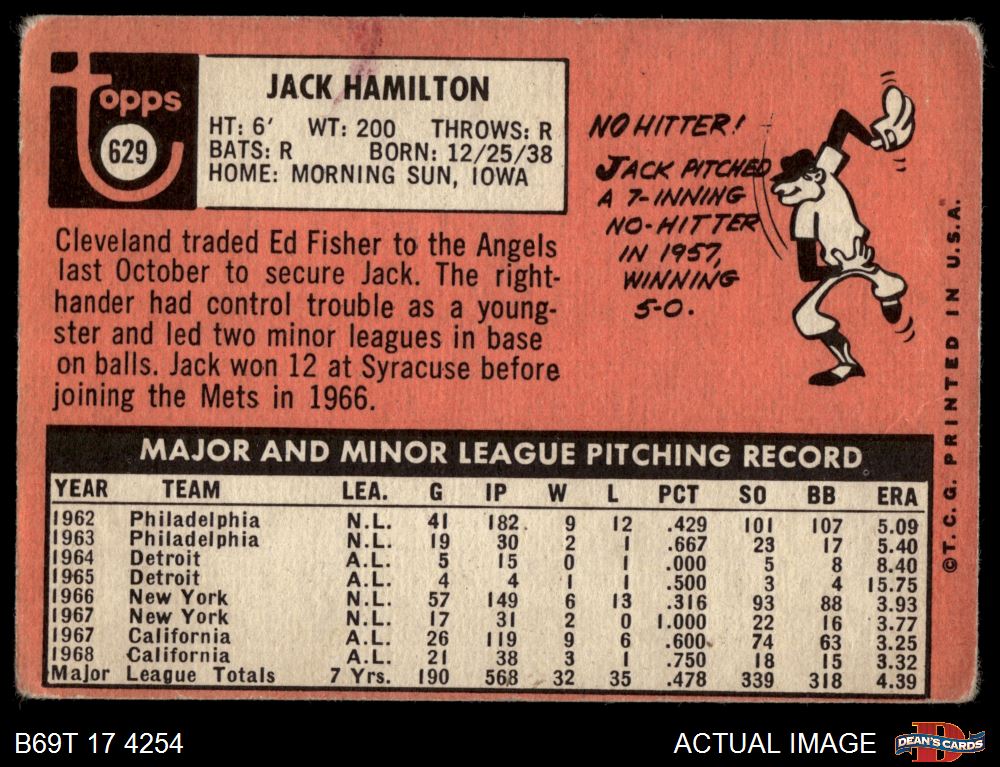 Topps
629
JACK HAMILTON
HT: 6' WT: 200 THROWS: R
BATS: R BORN: 12/25/38
HOME: MORNING SUN, IOWA
NO HITTER!
JACK PITCHED
A 7-INNING
NO-HITTER
IN 1957,
WINNING
5-0.
Cleveland traded Ed Fisher to the Angels
last October to secure Jack. The right-
hander had control trouble as a young-
ster and led two minor leagues in base
on balls. Jack won 12 at Syracuse before
joining the Mets in 1966.
MAJOR AND MINOR LEAGUE PITCHING RECORD
YEAR TEAM LEA. G IP W L PCT SO BB ERA
1962 Philadelphia N.L. 41 182 9 12 .429 101 107 5.09
1963 Philadelphia N.L. 19 30 2 1 .667 23 17 5.40
1964 Detroit A.L. 5 15 0 1 .000 5 8 8.40
1965 Detroit A.L. 4 4 1 1 .500 3 4 15.75
1966 New York N.L. 57 149 6 13 .316 93 88 3.93
1967 New York N.L. 17 31 2 0 1.000 22 16 3.77
1967 California A.L. 26 119 9 6 .600 74 63 3.25
1968 California A.L. 21 38 3 1 .750 18 15 3.32
Major League Totals 7 Yrs. 190 568 32 35 .478 339 318 4.39
© T. C. G. PRINTED IN U.S.A.
B69T 17 4254
ACTUAL IMAGE
DEAN'S CARDS